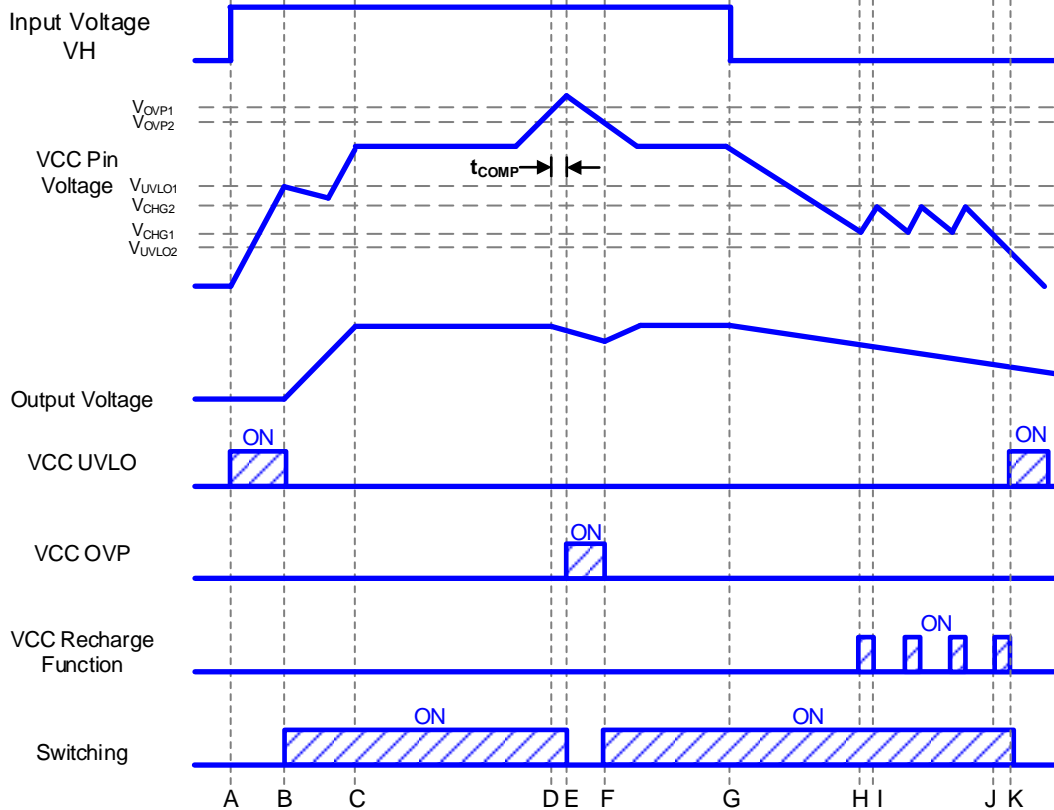 Input Voltage
VH
VOVP1
VOVP2
VCC Pin
Voltage
tCOMP
VUVLO1
VCHG2
VCHG1
VUVLO2
Output Voltage
ON
ON
VCC UVLO
ON
VCC OVP
VCC Recharge
Function
ON
ON
ON
Switching
A B C D E F G H I J K